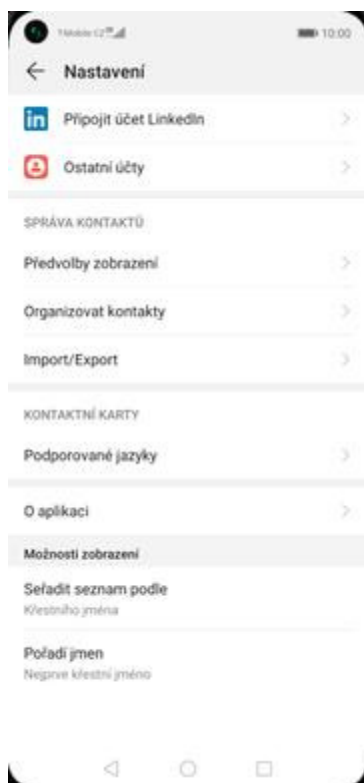 T-Mobile CZ
10:00
Nastavení
in Připojit účet LinkedIn
Ostatní účty
SPRÁVA KONTAKTŮ
Předvolby zobrazení
Organizovat kontakty
Import/Export
KONTAKTNÍ KARTY
Podporované jazyky
O aplikaci
Možnosti zobrazení
Seřadit seznam podle
Křestního jména
Pořadí jmen
Nejprve křestní jméno